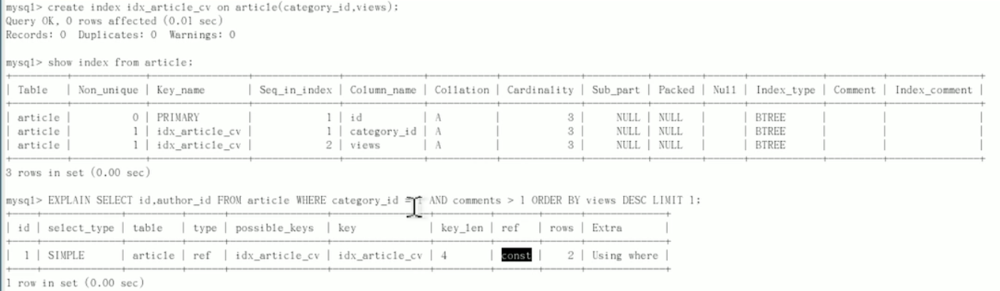 mysql> create index idx_article_cv on article(category_id,views);
Query OK, 0 rows affected (0.01 sec)
Records: 0  Duplicates: 0  Warnings: 0
mysql> show index from article;
| Table | Non_unique | Key_name | Seq_in_index | Column_name | Collation | Cardinality | Sub_part | Packed | Null | Index_type | Comment | Index_comment |
| article | 0 | PRIMARY | 1 | id | A | 3 | NULL | NULL | | BTREE | | |
| article | 1 | idx_article_cv | 1 | category_id | A | 3 | NULL | NULL | | BTREE | | |
| article | 1 | idx_article_cv | 2 | views | A | 3 | NULL | NULL | | BTREE | | |
3 rows in set (0.00 sec)
mysql> EXPLAIN SELECT id,author_id FROM article WHERE category_id = 1 AND comments > 1 ORDER BY views DESC LIMIT 1;
| id | select_type | table | type | possible_keys | key | key_len | ref | rows | Extra |
| 1 | SIMPLE | article | ref | idx_article_cv | idx_article_cv | 4 | const | 2 | Using where |
1 row in set (0.00 sec)